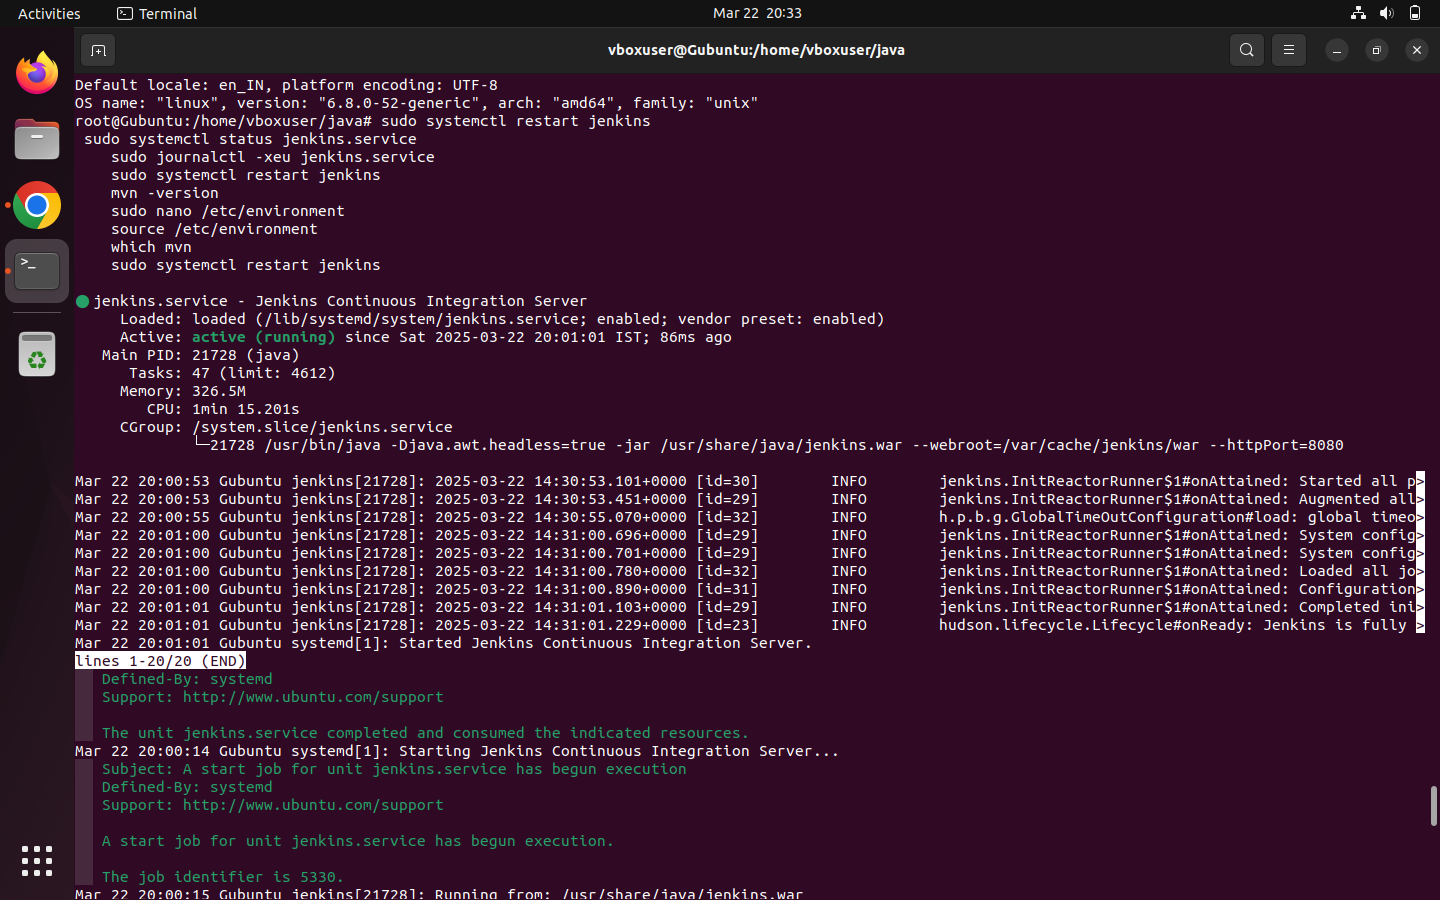 Activities
Terminal
Mar 22 20:33
vboxuser@Gubuntu:/home/vboxuser/java
Default locale: en_IN, platform encoding: UTF-8
OS name: "linux", version: "6.8.0-52-generic", arch: "amd64", family: "unix"
root@Gubuntu:/home/vboxuser/java# sudo systemctl restart jenkins
sudo systemctl status jenkins.service
sudo journalctl -xeu jenkins.service
sudo systemctl restart jenkins
mvn -version
sudo nano /etc/environment
source /etc/environment
which mvn
sudo systemctl restart jenkins
jenkins.service - Jenkins Continuous Integration Server
Loaded: loaded (/lib/systemd/system/jenkins.service; enabled; vendor preset: enabled)
Active: active (running) since Sat 2025-03-22 20:01:01 IST; 86ms ago
Main PID: 21728 (java)
Tasks: 47 (limit: 4612)
Memory: 326.5M
CPU: 1min 15.201s
CGroup: /system.slice/jenkins.service
└─21728 /usr/bin/java -Djava.awt.headless=true -jar /usr/share/java/jenkins.war --webroot=/var/cache/jenkins/war --httpPort=8080
Mar 22 20:00:53 Gubuntu jenkins[21728]: 2025-03-22 14:30:53.101+0000 [id=30] INFO jenkins.InitReactorRunner$1#onAttained: Started all p>
Mar 22 20:00:53 Gubuntu jenkins[21728]: 2025-03-22 14:30:53.451+0000 [id=29] INFO jenkins.InitReactorRunner$1#onAttained: Augmented all>
Mar 22 20:00:55 Gubuntu jenkins[21728]: 2025-03-22 14:30:55.070+0000 [id=32] INFO h.p.b.g.GlobalTimeOutConfiguration#load: global timeo>
Mar 22 20:01:00 Gubuntu jenkins[21728]: 2025-03-22 14:31:00.696+0000 [id=29] INFO jenkins.InitReactorRunner$1#onAttained: System config>
Mar 22 20:01:00 Gubuntu jenkins[21728]: 2025-03-22 14:31:00.701+0000 [id=29] INFO jenkins.InitReactorRunner$1#onAttained: System config>
Mar 22 20:01:00 Gubuntu jenkins[21728]: 2025-03-22 14:31:00.780+0000 [id=32] INFO jenkins.InitReactorRunner$1#onAttained: Loaded all jo>
Mar 22 20:01:00 Gubuntu jenkins[21728]: 2025-03-22 14:31:00.890+0000 [id=31] INFO jenkins.InitReactorRunner$1#onAttained: Configuration>
Mar 22 20:01:01 Gubuntu jenkins[21728]: 2025-03-22 14:31:01.103+0000 [id=29] INFO jenkins.InitReactorRunner$1#onAttained: Completed ini>
Mar 22 20:01:01 Gubuntu jenkins[21728]: 2025-03-22 14:31:01.229+0000 [id=23] INFO hudson.lifecycle.Lifecycle#onReady: Jenkins is fully >
Mar 22 20:01:01 Gubuntu systemd[1]: Started Jenkins Continuous Integration Server.
lines 1-20/20 (END)
Defined-By: systemd
Support: http://www.ubuntu.com/support
The unit jenkins.service completed and consumed the indicated resources.
Mar 22 20:00:14 Gubuntu systemd[1]: Starting Jenkins Continuous Integration Server...
Subject: A start job for unit jenkins.service has begun execution
Defined-By: systemd
Support: http://www.ubuntu.com/support
A start job for unit jenkins.service has begun execution.
The job identifier is 5330.
Mar 22 20:00:15 Gubuntu jenkins[21728]: Running from: /usr/share/java/jenkins.war